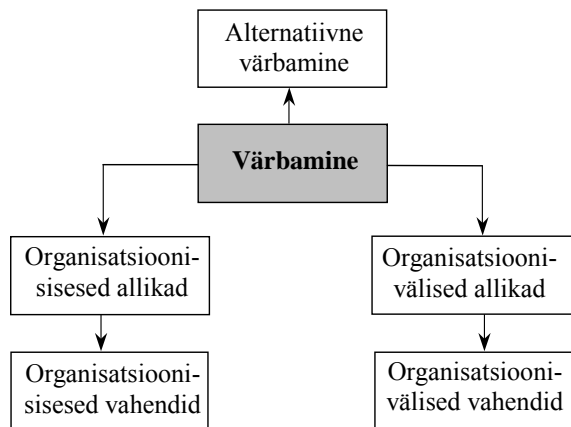 Alternatiivne
värbamine
Värbamine
Organisatsiooni-
sisesed allikad
Organisatsiooni-
välised allikad
Organisatsiooni-
sisesed vahendid
Organisatsiooni-
välised vahendid